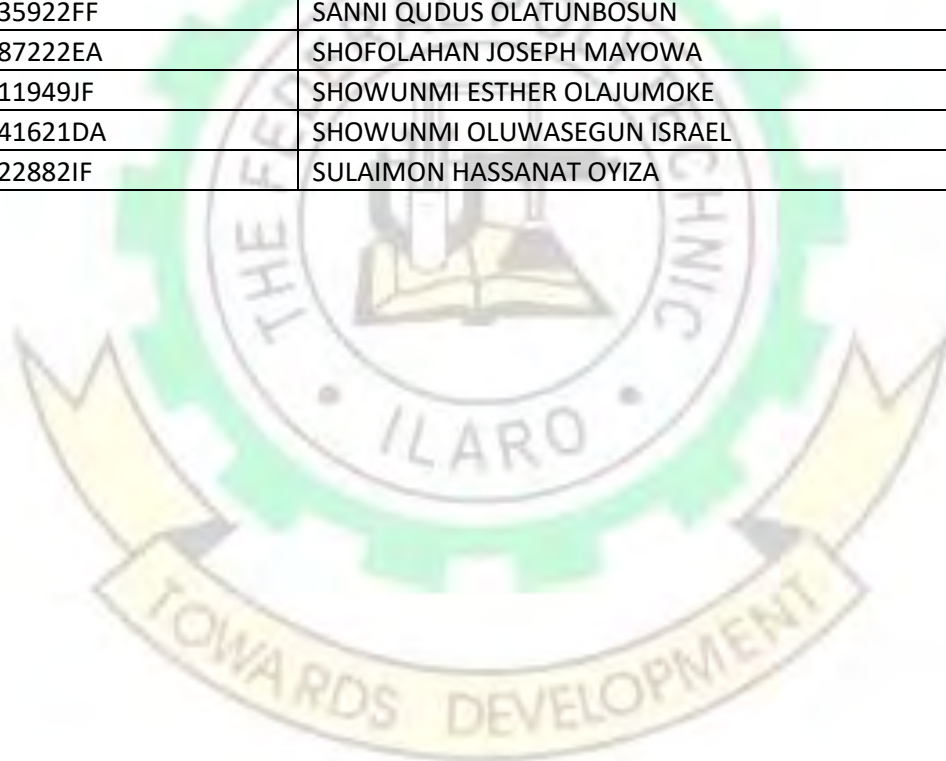 35922FF SANNI QUDUS OLATUNBOSUN
87222EA SHOFOLAHAN JOSEPH MAYOWA
11949JF SHOWUNMI ESTHER OLAJUMOKE
41621DA SHOWUNMI OLUWASEGUN ISRAEL
22882IF SULAIMON HASSANAT OYIZA
THE FEDERAL POLYTECHNIC
ILARO
TOWARDS DEVELOPMENT